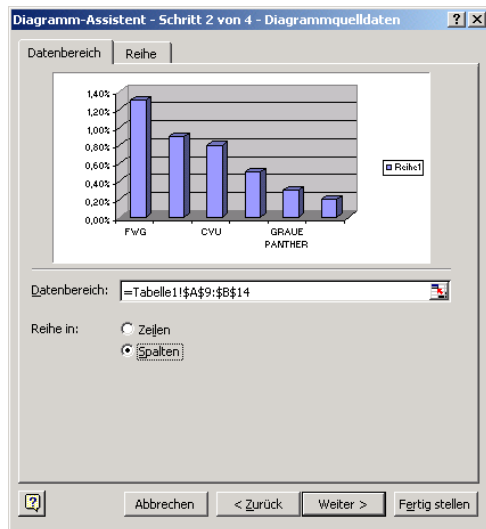 Diagramm-Assistent - Schritt 2 von 4 - Diagrammquelldaten
Datenbereich
Reihe
1,40%
1,20%
1,00%
0,80%
0,60%
0,40%
0,20%
0,00%
FWG
CVU
GRAUE
PANTHER
Reihe1
Datenbereich:
=Tabelle1!$A$9:$B$14
Reihe in:
Zeilen
Spalten
Abbrechen
< Zurück
Weiter >
Fertig stellen